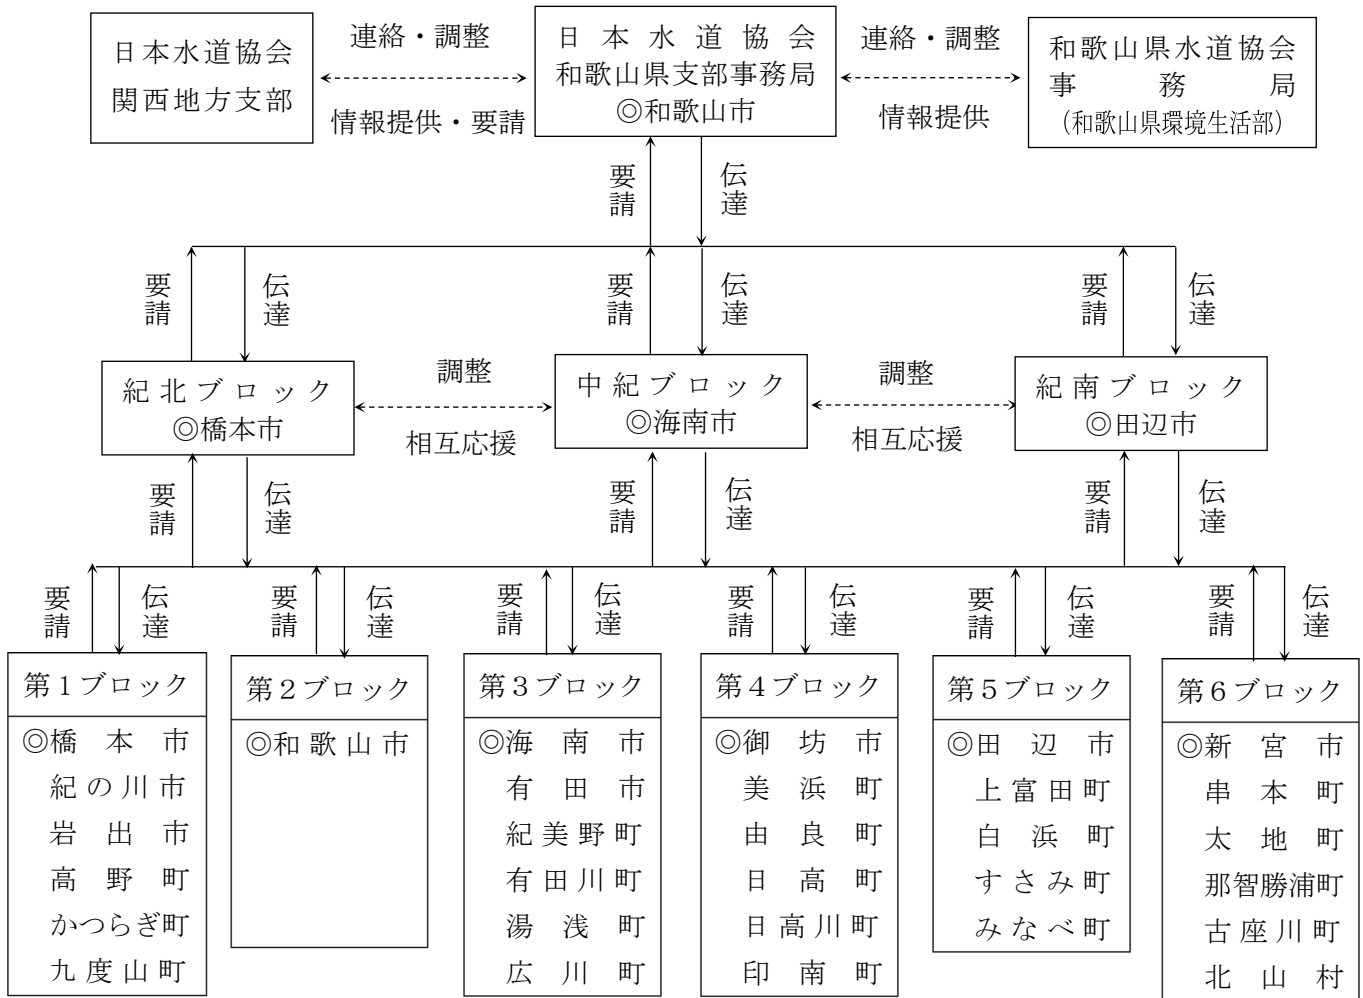 日本水道協会
関西地方支部
連絡・調整
情報提供・要請
日本水道協会
和歌山県支部事務局
◎和歌山市
連絡・調整
情報提供
和歌山県水道協会
事務局
（和歌山県環境生活部）
要請
伝達
要請
伝達
要請
伝達
要請
伝達
紀北ブロック
◎橋本市
調整
相互応援
中紀ブロック
◎海南市
調整
相互応援
紀南ブロック
◎田辺市
要請
伝達
要請
伝達
要請
伝達
要請
伝達
要請
伝達
要請
伝達
要請
伝達
要請
伝達
要請
伝達
第１ブロック
◎橋本市
紀の川市
岩出市
高野町
かつらぎ町
九度山町
第２ブロック
◎和歌山市
第３ブロック
◎海南市
有田市
紀美野町
有田川町
湯浅町
広川町
第４ブロック
◎御坊市
美浜町
由良町
日高町
日高川町
印南町
第５ブロック
◎田辺市
上富田町
白浜町
すさみ町
みなべ町
第６ブロック
◎新宮市
串本町
太地町
那智勝浦町
古座川町
北山村